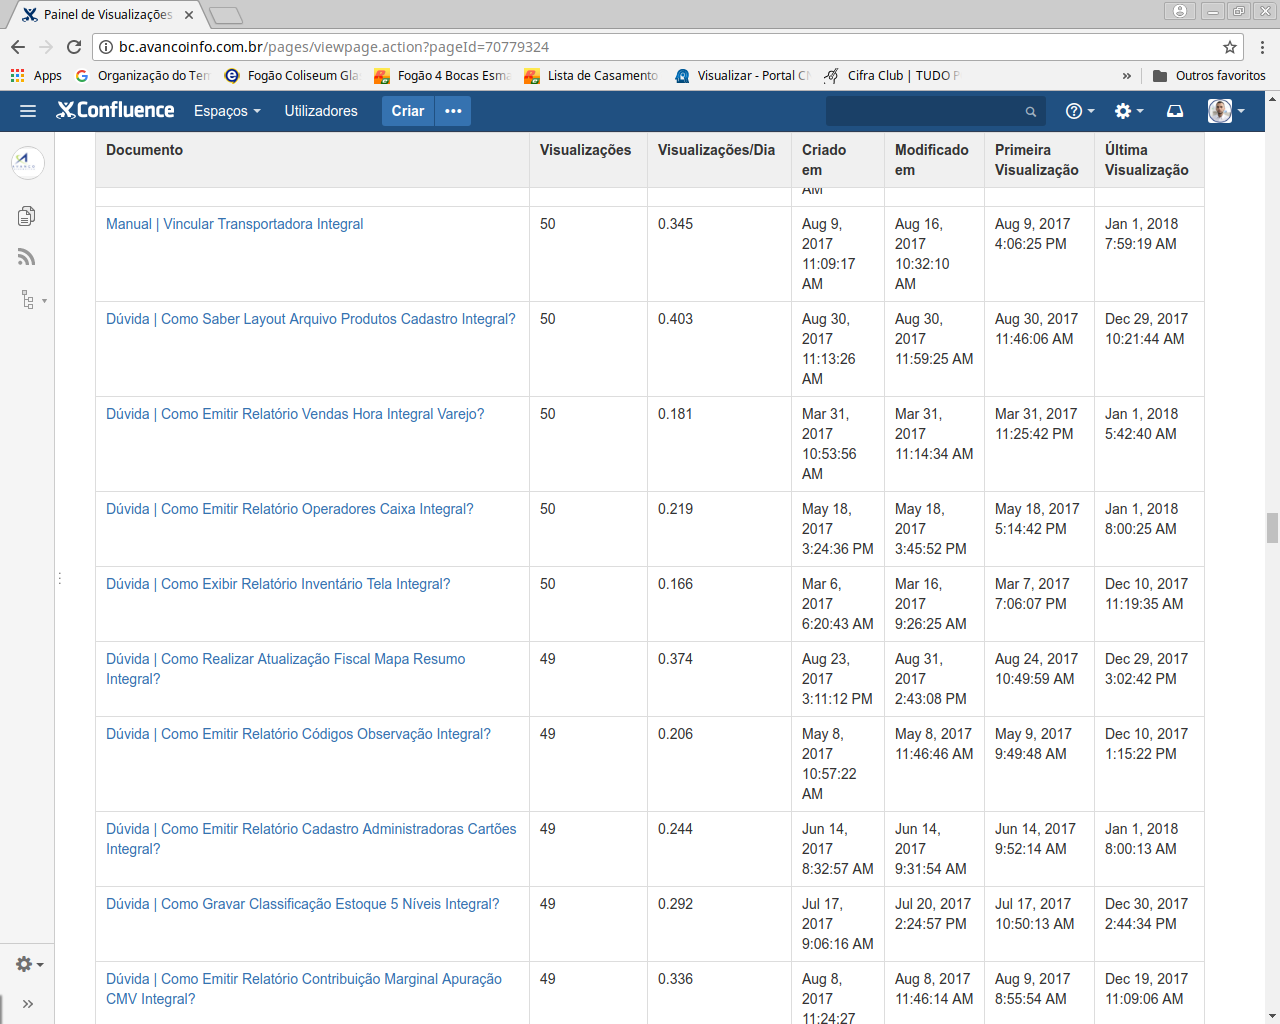 Painel de Visualizações
bc.avancoinfo.com.br/pages/viewpage.action?pageId=70779324
Apps Organização do Ter Fogão Coliseum Gla Fogão 4 Bocas Esma Lista de Casamento Visualizar - Portal C Cifra Club | TUDO P » Outros favoritos
Confluence Espaços Utilizadores Criar •••
Documento Visualizações Visualizações/Dia Criado em Modificado em Primeira Visualização Última Visualização
AM
Manual | Vincular Transportadora Integral 50 0.345 Aug 9, 2017 11:09:17 AM Aug 16, 2017 10:32:10 AM Aug 9, 2017 4:06:25 PM Jan 1, 2018 7:59:19 AM
Dúvida | Como Saber Layout Arquivo Produtos Cadastro Integral? 50 0.403 Aug 30, 2017 11:13:26 AM Aug 30, 2017 11:59:25 AM Aug 30, 2017 11:46:06 AM Dec 29, 2017 10:21:44 AM
Dúvida | Como Emitir Relatório Vendas Hora Integral Varejo? 50 0.181 Mar 31, 2017 10:53:56 AM Mar 31, 2017 11:14:34 AM Mar 31, 2017 11:25:42 PM Jan 1, 2018 5:42:40 AM
Dúvida | Como Emitir Relatório Operadores Caixa Integral? 50 0.219 May 18, 2017 3:24:36 PM May 18, 2017 3:45:52 PM May 18, 2017 5:14:42 PM Jan 1, 2018 8:00:25 AM
Dúvida | Como Exibir Relatório Inventário Tela Integral? 50 0.166 Mar 6, 2017 6:20:43 AM Mar 16, 2017 9:26:25 AM Mar 7, 2017 7:06:07 PM Dec 10, 2017 11:19:35 AM
Dúvida | Como Realizar Atualização Fiscal Mapa Resumo Integral? 49 0.374 Aug 23, 2017 3:11:12 PM Aug 31, 2017 2:43:08 PM Aug 24, 2017 10:49:59 AM Dec 29, 2017 3:02:42 PM
Dúvida | Como Emitir Relatório Códigos Observação Integral? 49 0.206 May 8, 2017 10:57:22 AM May 8, 2017 11:46:46 AM May 9, 2017 9:49:48 AM Dec 10, 2017 1:15:22 PM
Dúvida | Como Emitir Relatório Cadastro Administradoras Cartões Integral? 49 0.244 Jun 14, 2017 8:32:57 AM Jun 14, 2017 9:31:54 AM Jun 14, 2017 9:52:14 AM Jan 1, 2018 8:00:13 AM
Dúvida | Como Gravar Classificação Estoque 5 Níveis Integral? 49 0.292 Jul 17, 2017 9:06:16 AM Jul 20, 2017 2:24:57 PM Jul 17, 2017 10:50:13 AM Dec 30, 2017 2:44:34 PM
Dúvida | Como Emitir Relatório Contribuição Marginal Apuração CMV Integral? 49 0.336 Aug 8, 2017 11:24:27 Aug 8, 2017 11:46:14 AM Aug 9, 2017 8:55:54 AM Dec 19, 2017 11:09:06 AM